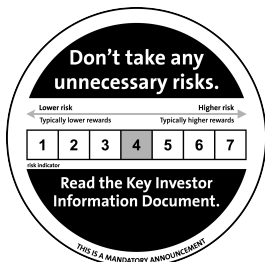 Don't take any
unnecessary risks.
Lower risk Higher risk
Typically lower rewards Typically higher rewards
1 2 3 4 5 6 7
risk indicator
Read the Key Investor
Information Document.
THIS IS A MANDATORY ANNOUNCEMENT